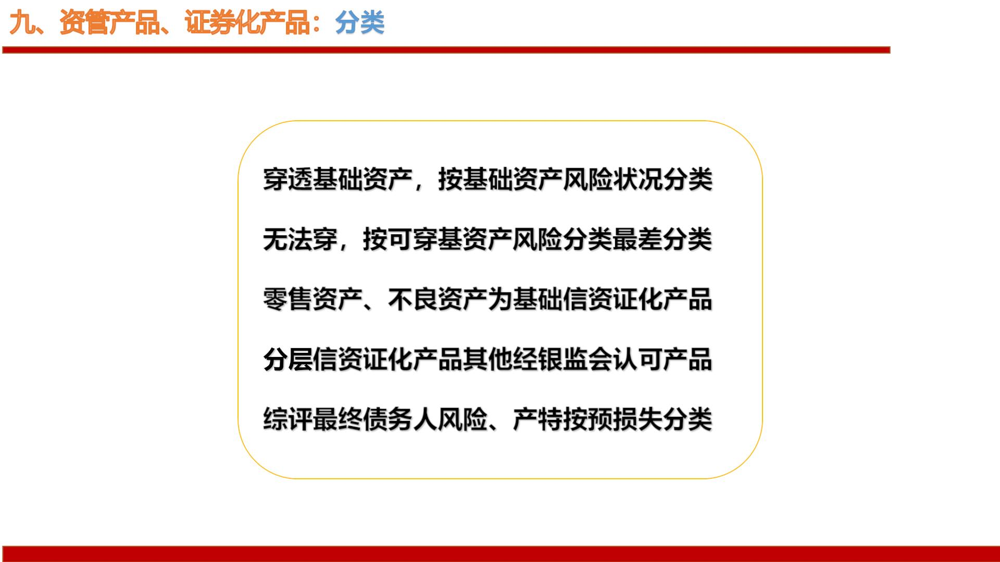 九、资管产品、证券化产品：分类
穿透基础资产，按基础资产风险状况分类
无法穿，按可穿基资产风险分类最差分类
零售资产、不良资产为基础信资证化产品
分层信资证化产品其他经银监会认可产品
综评最终债务人风险、产特按预损失分类